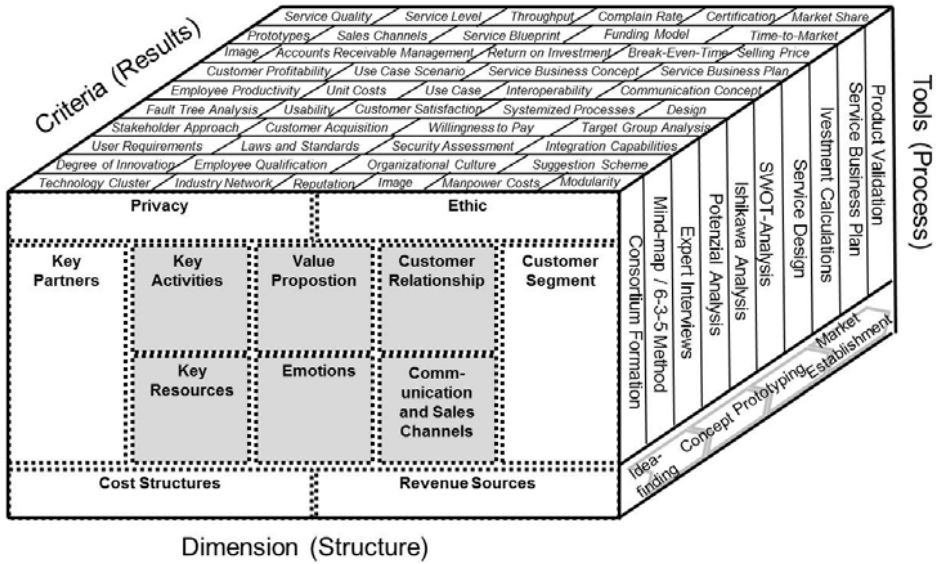 Service Quality Service Level Throughput Complain Rate Certification Market Share
Prototypes Sales Channels Service Blueprint Funding Model Time-to-Market
Image Accounts Receivable Management Return on Investment Break-Even-Time Selling Price
Customer Profitability Use Case Scenario Service Business Concept Service Business Plan
Employee Productivity Unit Costs Use Case Interoperability Communication Concept
Fault Tree Analysis Usability Customer Satisfaction Systemized Processes Design
Stakeholder Approach Customer Acquisition Willingness to Pay Target Group Analysis
User Requirements Laws and Standards Security Assessment Integration Capabilities
Degree of Innovation Employee Qualification Organizational Culture Suggestion Scheme
Technology Cluster Industry Network Reputation Image Manpower Costs Modularity
Criteria (Results)
Privacy
Ethic
Key
Partners
Key
Activities
Value
Propostion
Customer
Relationship
Customer
Segment
Key
Resources
Emotions
Comm-
unication
and Sales
Channels
Cost Structures
Revenue Sources
Dimension (Structure)
Consortium Formation
Mind-map / 6-3-5 Method
Expert Interviews
Potenzial Analysis
Ishikawa Analysis
SWOT-Analysis
Service Design
Ivestment Calculations
Service Business Plan
Product Validation
Tools (Process)
Idea-
finding
Concept
Prototyping
Market
Establishment